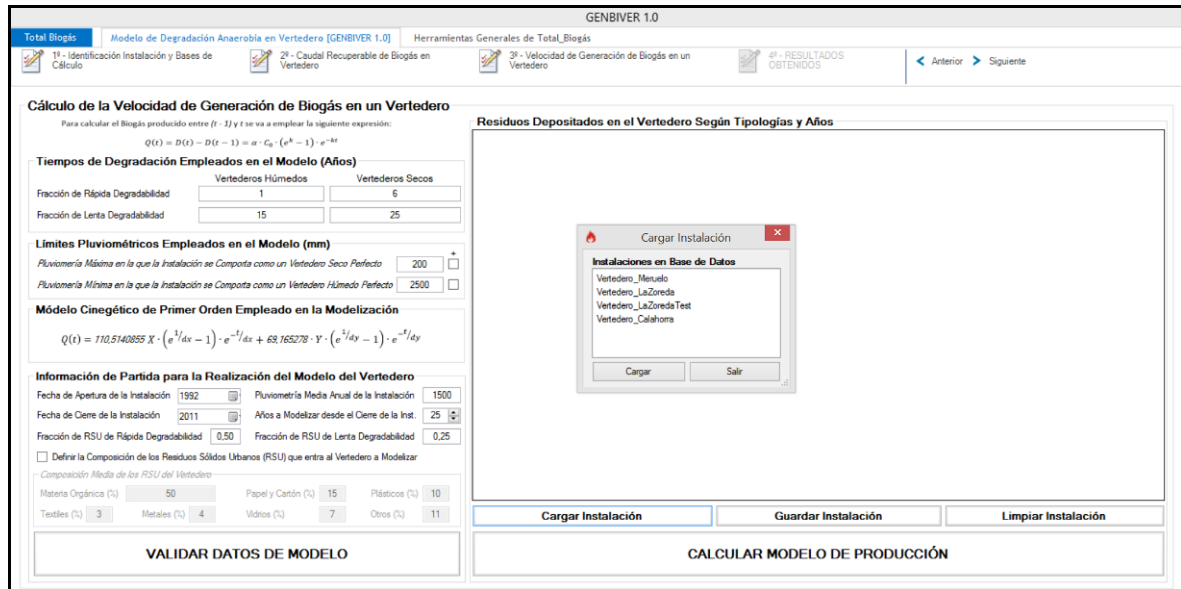 GENBIVER 1.0
Total Biogás
Modelo de Degradación Anaerobia en Vertedero [GENBIVER 1.0]
Herramientas Generales de Total_Biogás
1º - Identificación Instalación y Bases de
Cálculo
2º - Caudal Recuperable de Biogás en
Vertedero
3º - Velocidad de Generación de Biogás en un
Vertedero
4º - RESULTADOS
OBTENIDOS
Anterior
Siguiente
Cálculo de la Velocidad de Generación de Biogás en un Vertedero
Para calcular el Biogás producido entre (t - 1) y t se va a emplear la siguiente expresión:
Q(t) = D(t) − D(t − 1) = α · C₀ · (eᵏ − 1) · e⁻ᵏᵗ
Tiempos de Degradación Empleados en el Modelo (Años)
Vertederos Húmedos Vertederos Secos
Fracción de Rápida Degradabilidad 1 6
Fracción de Lenta Degradabilidad 15 25
Límites Pluviométricos Empleados en el Modelo (mm)
+
Pluviomería Máxima en la que la Instalación se Comporta como un Vertedero Seco Perfecto 200
Pluviomería Mínima en la que la Instalación se Comporta como un Vertedero Húmedo Perfecto 2500
Módelo Cinegético de Primer Orden Empleado en la Modelización
Q(t) = 110,5140855 X · (e^1/dx − 1) · e^−t/dx + 69,165278 · Y · (e^1/dy − 1) · e^−t/dy
Información de Partida para la Realización del Modelo del Vertedero
Fecha de Apertura de la Instalación 1992 Pluviometría Media Anual de la Instalación 1500
Fecha de Cierre de la Instalación 2011 Años a Modelizar desde el Cierre de la Inst. 25
Fracción de RSU de Rápida Degradabilidad 0,50 Fracción de RSU de Lenta Degradabilidad 0,25
Definir la Composición de los Residuos Sólidos Urbanos (RSU) que entra al Vertedero a Modelizar
Composición Media de los RSU del Vertedero
Materia Orgánica (%) 50 Papel y Cartón (%) 15 Plásticos (%) 10
Textiles (%) 3 Metales (%) 4 Vidrios (%) 7 Otros (%) 11
VALIDAR DATOS DE MODELO
Residuos Depositados en el Vertedero Según Tipologías y Años
Cargar Instalación
Instalaciones en Base de Datos
Vertedero_Meruelo
Vertedero_LaZoreda
Vertedero_LaZoredaTest
Vertedero_Calahorra
Cargar Salir
Cargar Instalación Guardar Instalación Limpiar Instalación
CALCULAR MODELO DE PRODUCCIÓN